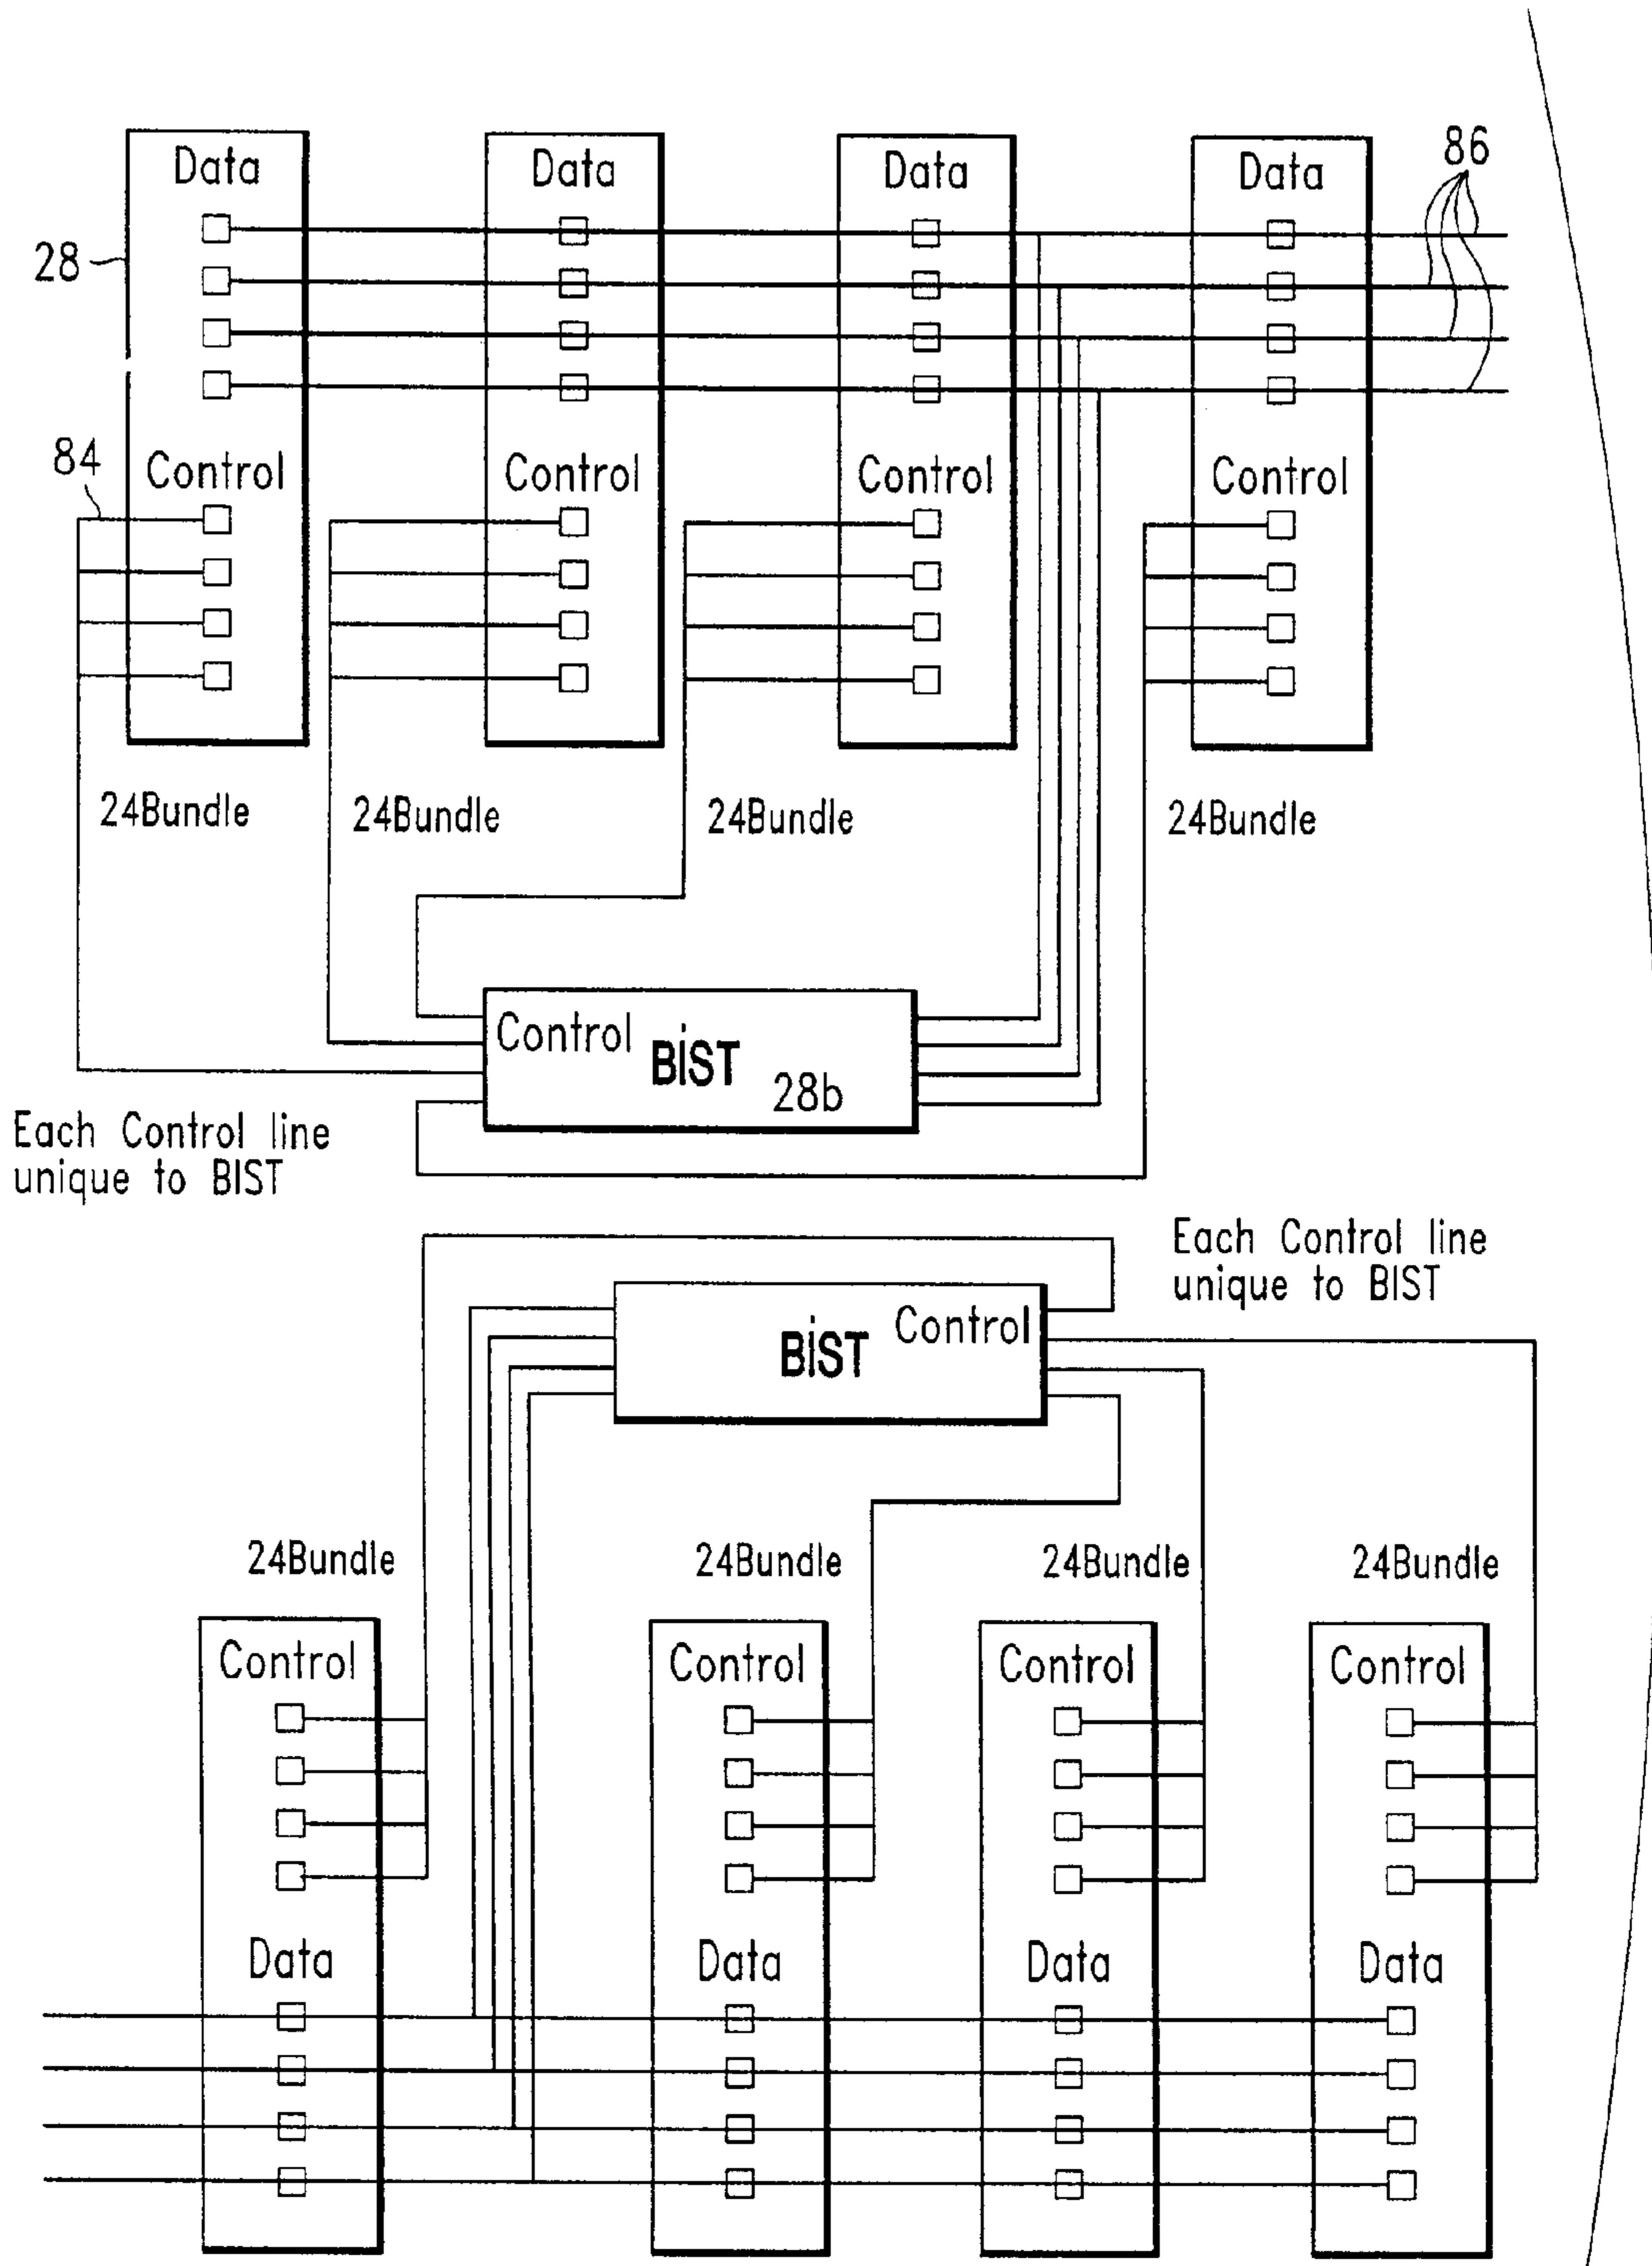 86
Data Data Data Data
28
84
Control Control Control Control
24Bundle 24Bundle 24Bundle 24Bundle
Control BIST 28b
Each Control line
unique to BIST
Each Control line
unique to BIST
BIST Control
24Bundle 24Bundle 24Bundle 24Bundle
Control Control Control Control
Data Data Data Data